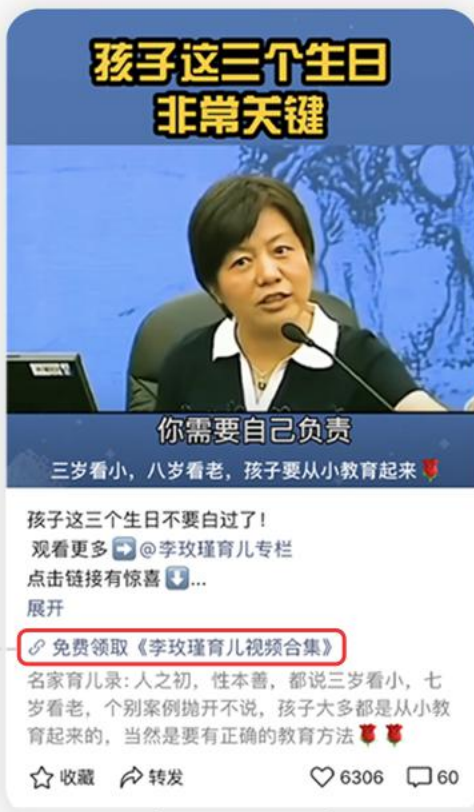 孩子这三个生日
非常关键
你需要自己负责
三岁看小，八岁看老，孩子要从小教育起来🌹
孩子这三个生日不要白过了！
观看更多➡️@李玫瑾育儿专栏
点击链接有惊喜⬇️...
展开
免费领取《李玫瑾育儿视频合集》
名家育儿录: 人之初，性本善，都说三岁看小，七
岁看老，个别案例抛开不说，孩子大多都是从小教
育起来的，当然是要有正确的教育方法🌹🌹
收藏 转发 6306 60